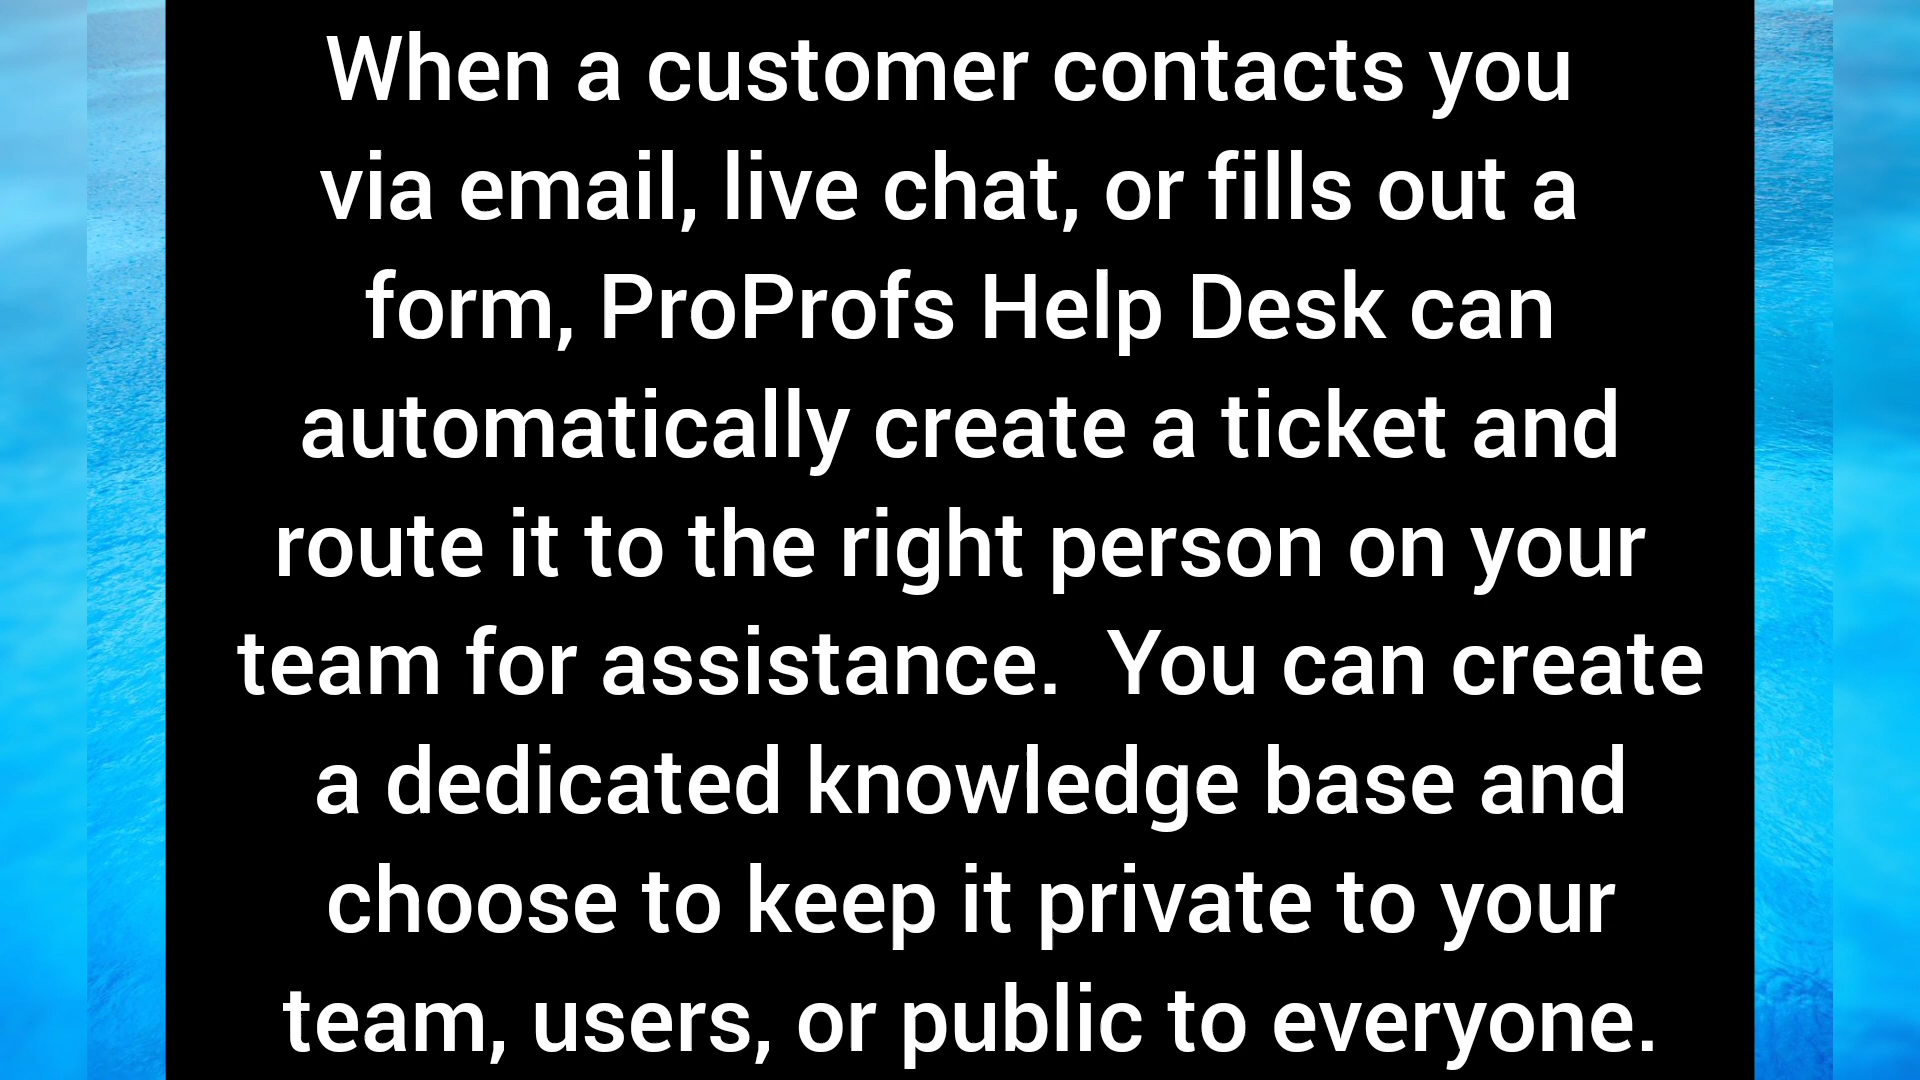 When a customer contacts you
via email, live chat, or fills out a
form, ProProfs Help Desk can
automatically create a ticket and
route it to the right person on your
team for assistance.  You can create
a dedicated knowledge base and
choose to keep it private to your
team, users, or public to everyone.